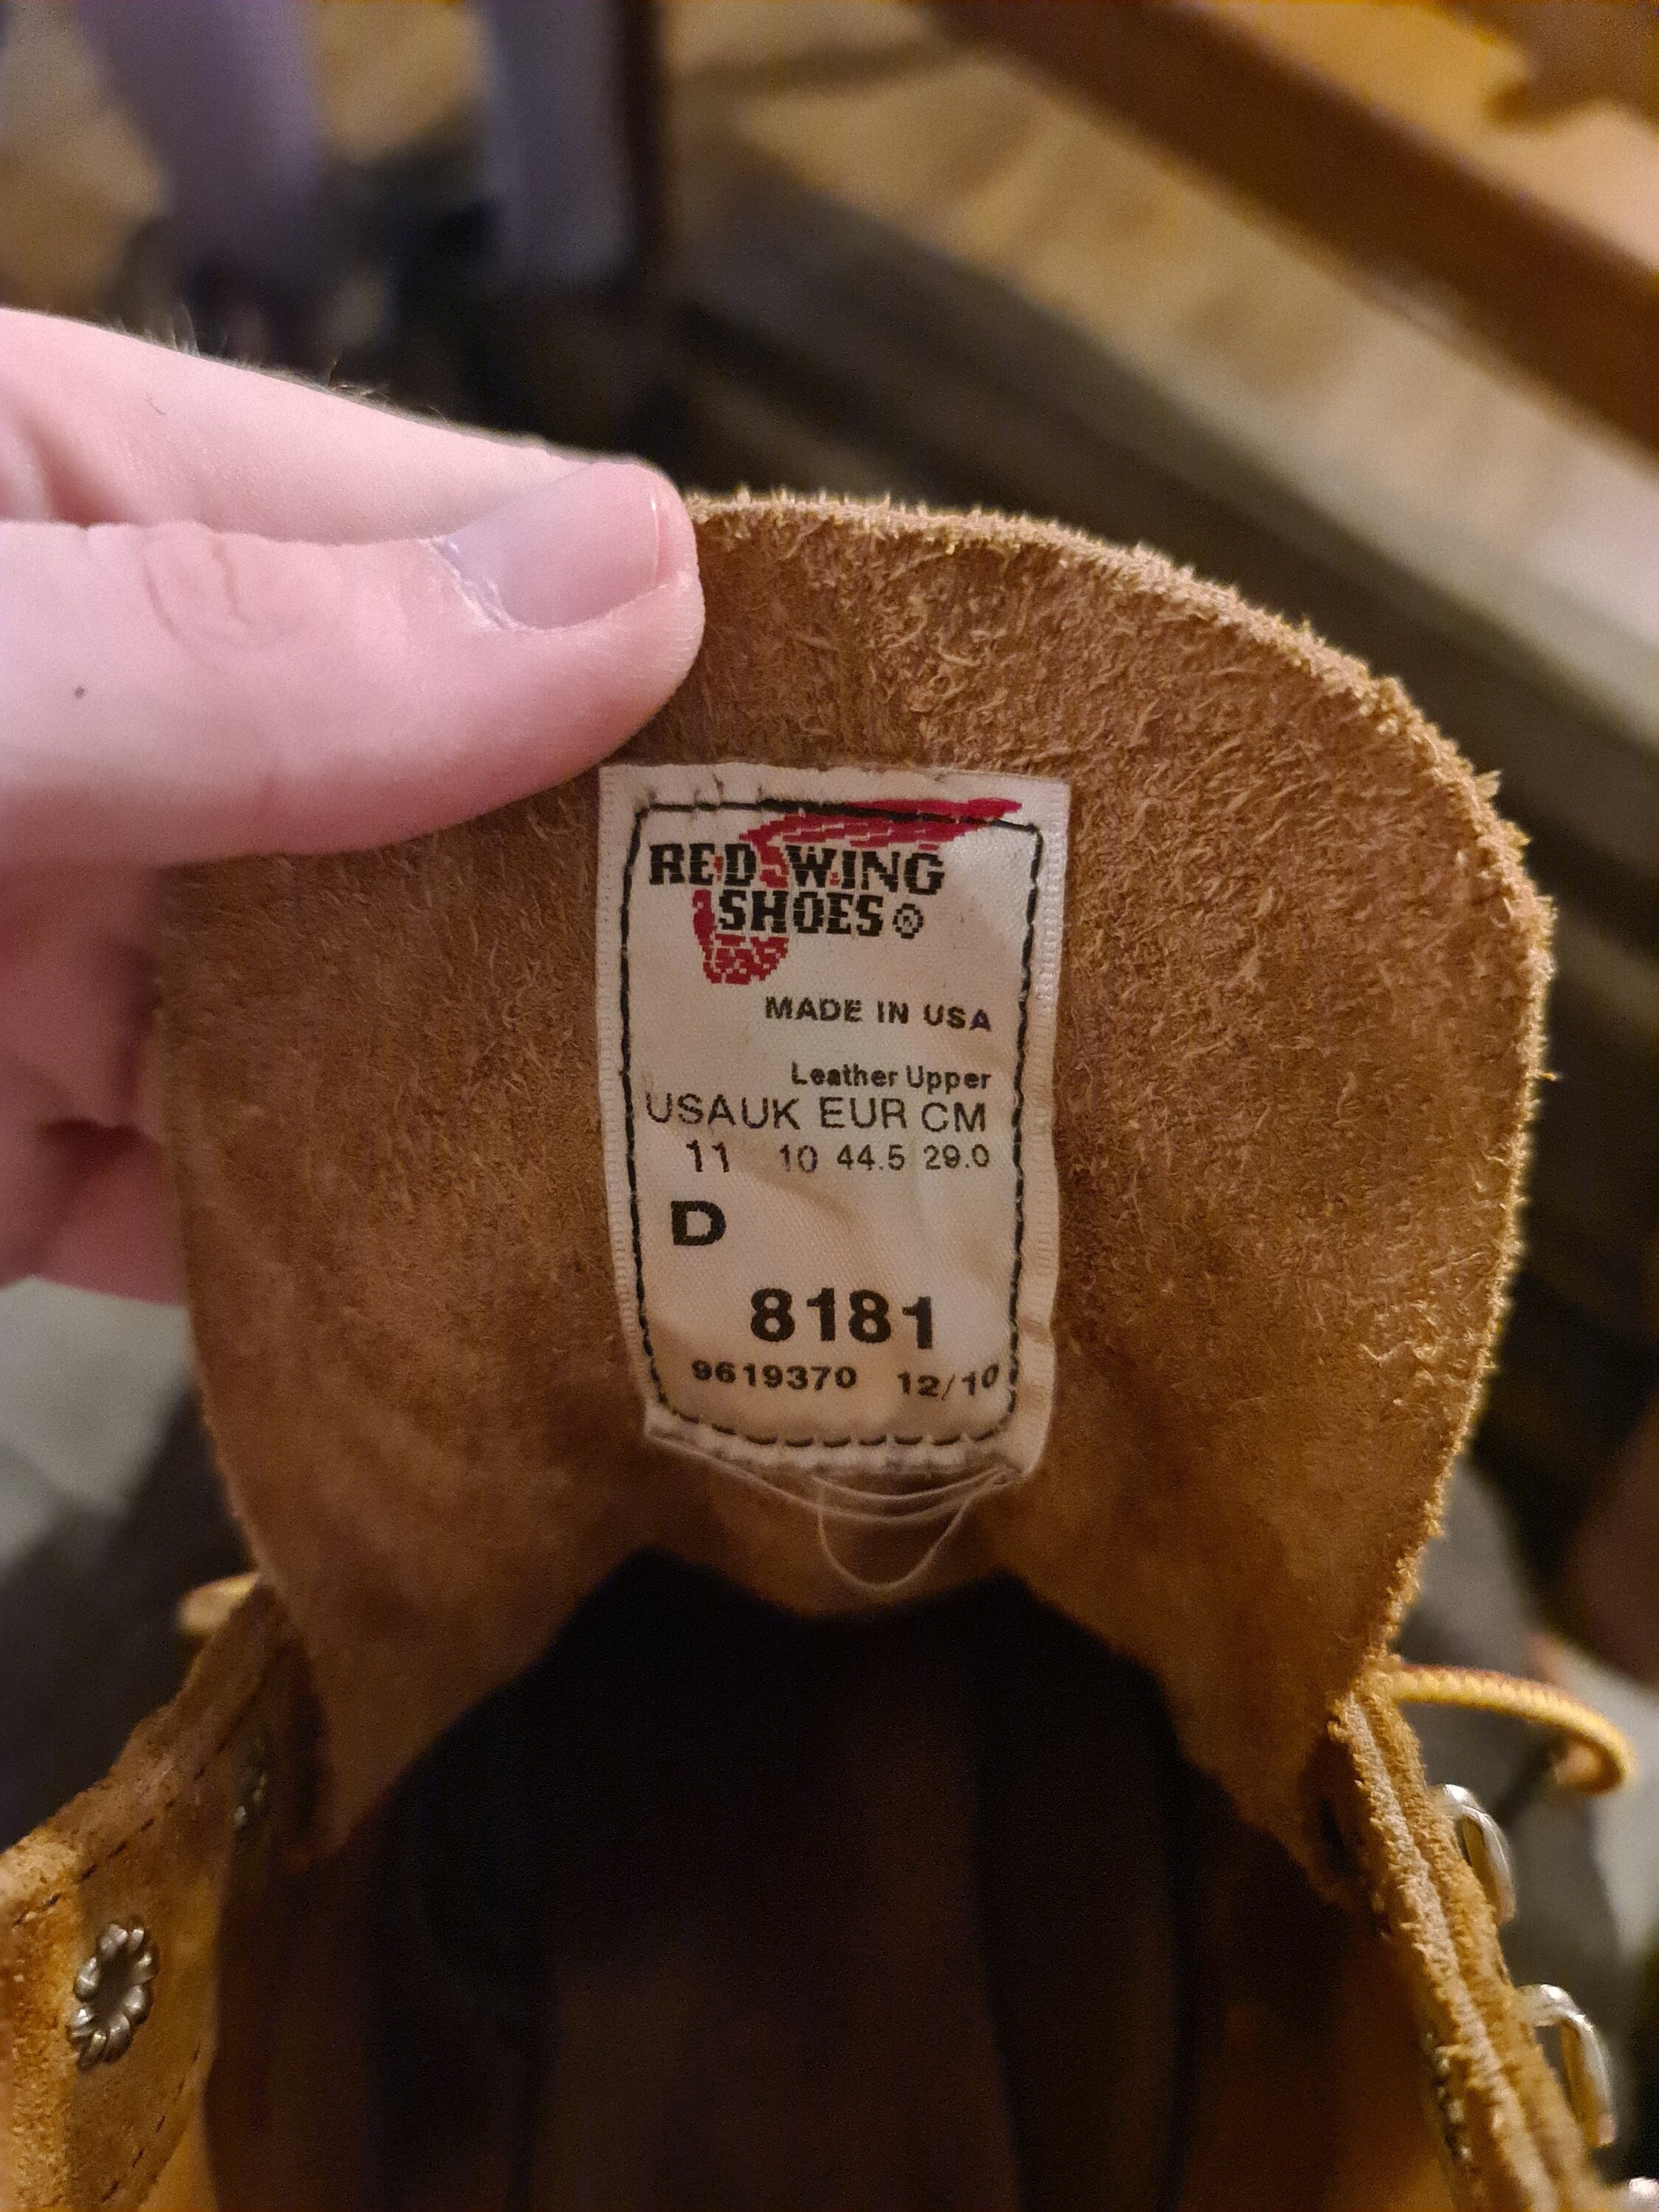 RED WING
SHOES®
MADE IN USA
Leather Upper
USA UK EUR CM
11 10 44.5 29.0
D
8181
9619370 12/10